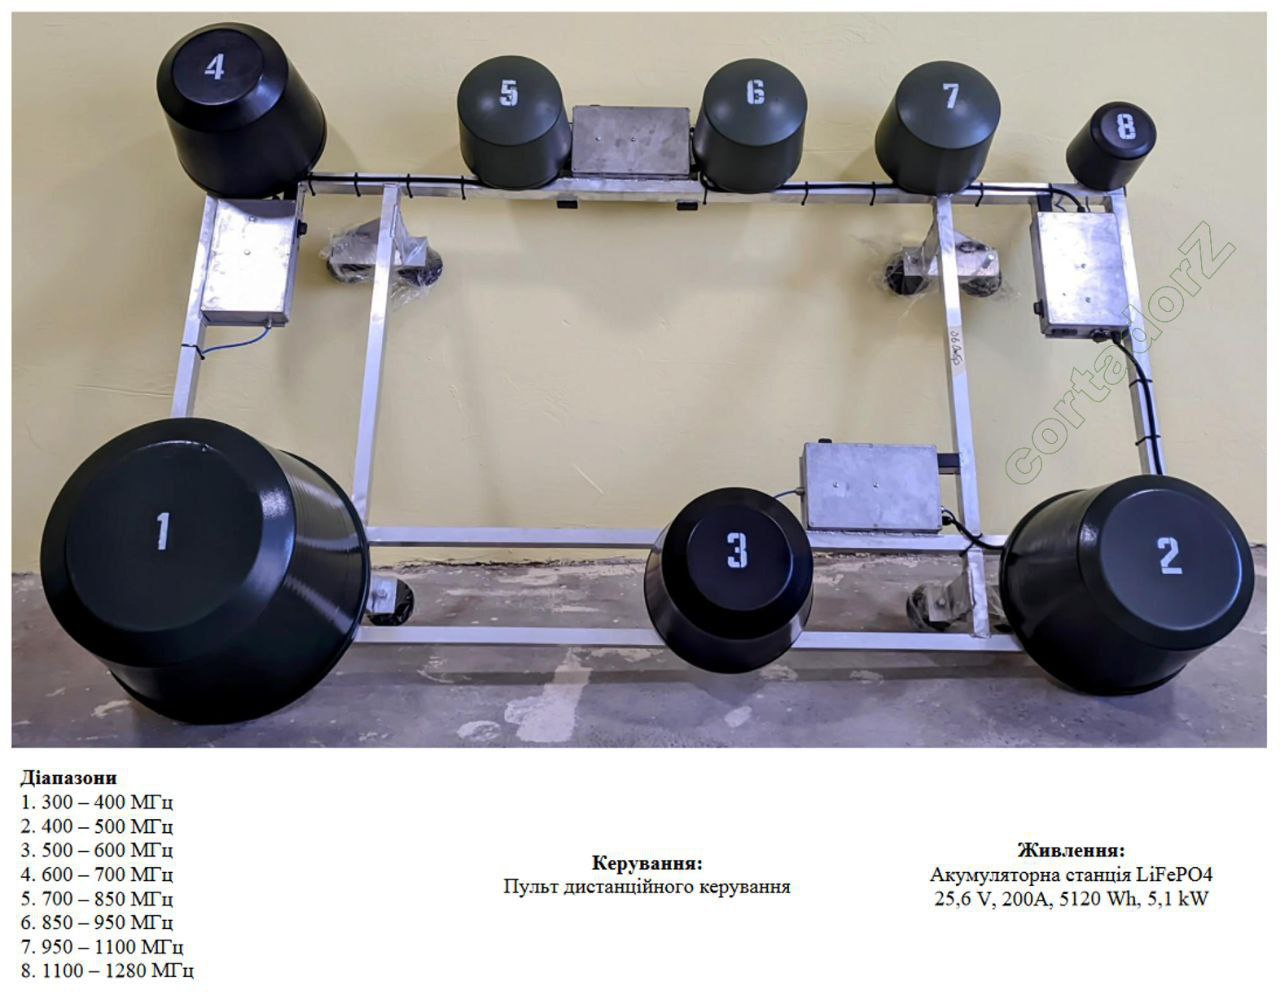 4
5
6
7
8
1
3
2
cortadorZ
Діапазони
1. 300 – 400 МГц
2. 400 – 500 МГц
3. 500 – 600 МГц
4. 600 – 700 МГц
5. 700 – 850 МГц
6. 850 – 950 МГц
7. 950 – 1100 МГц
8. 1100 – 1280 МГц
Керування:
Пульт дистанційного керування
Живлення:
Акумуляторна станція LiFePO4
25,6 V, 200A, 5120 Wh, 5,1 kW